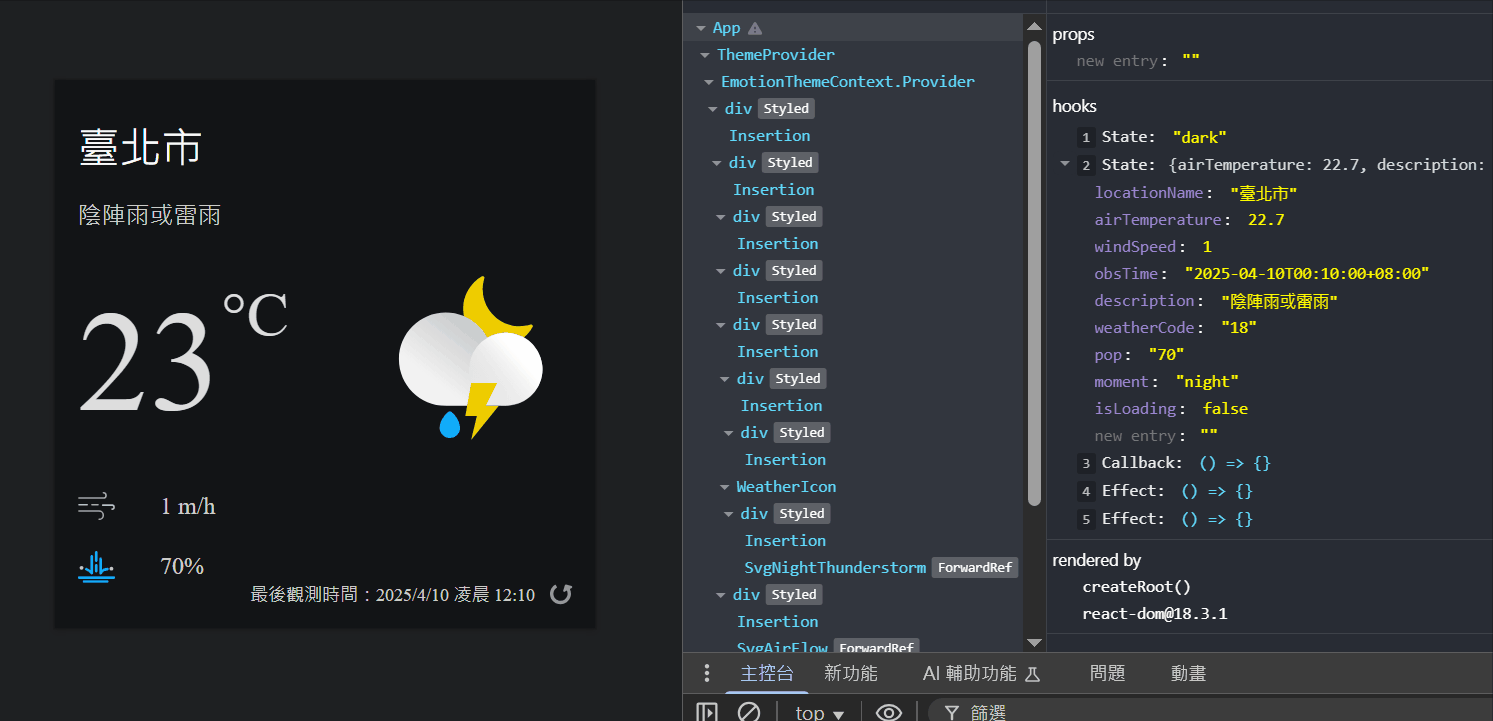 臺北市
陰陣雨或雷雨
23 °C
1 m/h
70%
最後觀測時間：2025/4/10 凌晨 12:10
App
ThemeProvider
EmotionThemeContext.Provider
div Styled
Insertion
div Styled
Insertion
div Styled
Insertion
div Styled
Insertion
div Styled
Insertion
div Styled
Insertion
div Styled
Insertion
WeatherIcon
div Styled
Insertion
SvgNightThunderstorm ForwardRef
div Styled
Insertion
SvgAirFlow ForwardRef
props
new entry: ""
hooks
1 State: "dark"
2 State: {airTemperature: 22.7, description:
locationName: "臺北市"
airTemperature: 22.7
windSpeed: 1
obsTime: "2025-04-10T00:10:00+08:00"
description: "陰陣雨或雷雨"
weatherCode: "18"
pop: "70"
moment: "night"
isLoading: false
new entry: ""
3 Callback: () => {}
4 Effect: () => {}
5 Effect: () => {}
rendered by
createRoot()
react-dom@18.3.1
主控台 新功能 AI 輔助功能 問題 動畫
top 篩選